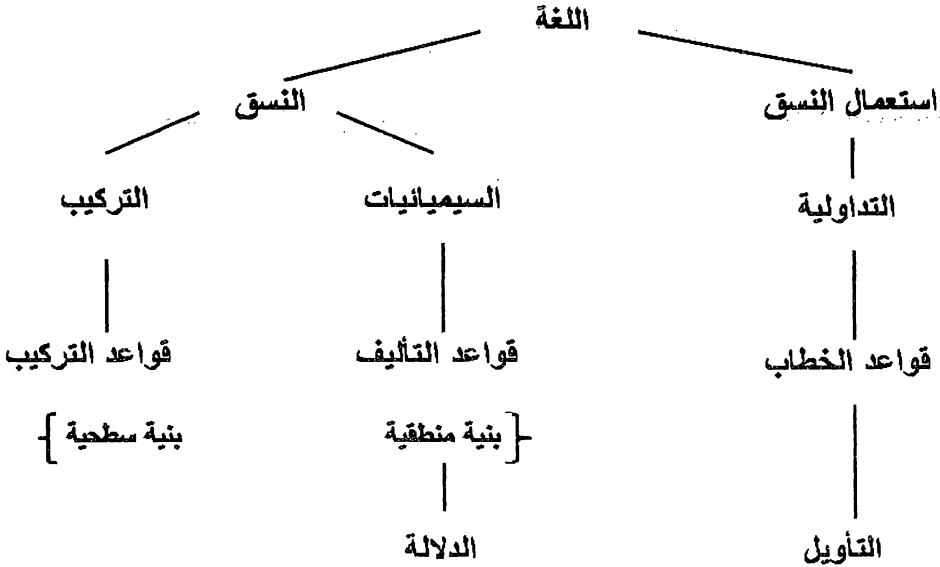 اللغة
استعمال النسق
النسق
التداولية
السيميائيات
التركيب
قواعد الخطاب
قواعد التأليف
قواعد التركيب
بنية منطقية
بنية سطحية
التأويل
الدلالة